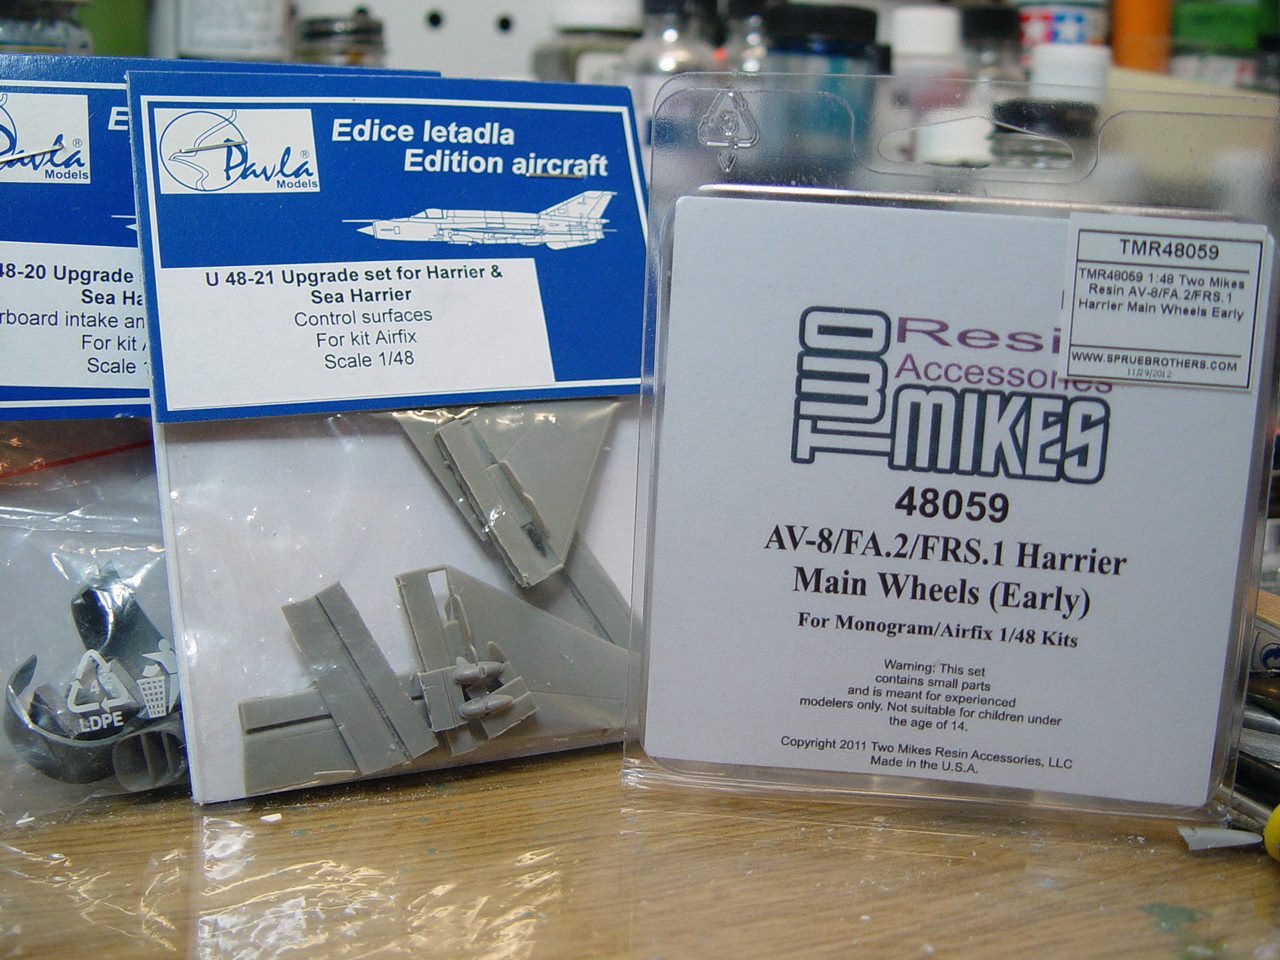 Pavla
Models
E
48-20 Upgrade
Sea Ha
rboard intake an
For kit
Scale 1
LDPE
Pavla
Models
Edice letadla
Edition aircraft
U 48-21 Upgrade set for Harrier &
Sea Harrier
Control surfaces
For kit Airfix
Scale 1/48
TWO
MIKES
Resi
Accessories
48059
AV-8/FA.2/FRS.1 Harrier
Main Wheels (Early)
For Monogram/Airfix 1/48 Kits
Warning: This set
contains small parts
and is meant for experienced
modelers only. Not suitable for children under
the age of 14.
Copyright 2011 Two Mikes Resin Accessories, LLC
Made in the U.S.A.
TMR48059
TMR48059 1:48 Two Mikes
Resin AV-8/FA.2/FRS.1
Harrier Main Wheels Early
WWW.SPRUEBROTHERS.COM
11/29/2012